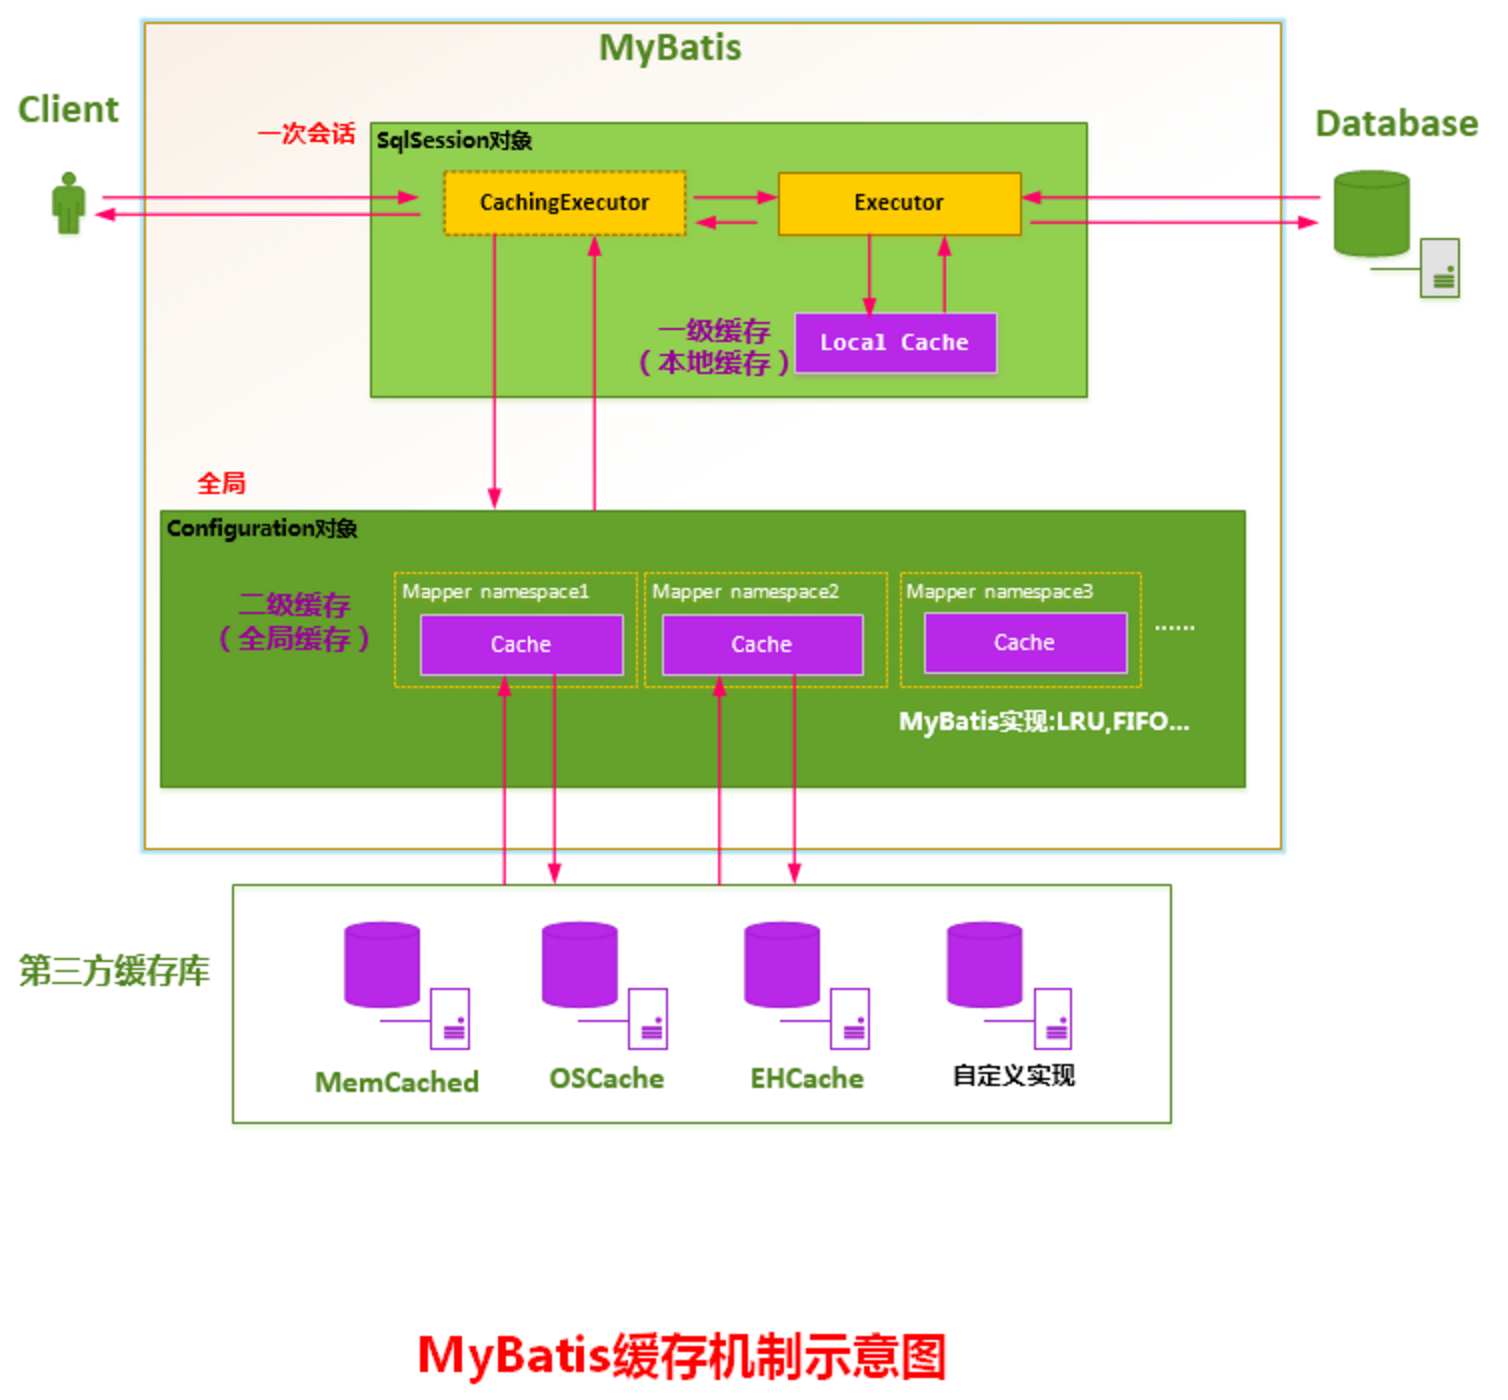 MyBatis
Client
Database
一次会话
SqlSession对象
CachingExecutor
Executor
一级缓存
（本地缓存）
Local Cache
全局
Configuration对象
二级缓存
（全局缓存）
Mapper namespace1
Cache
Mapper namespace2
Cache
Mapper namespace3
Cache
......
MyBatis实现:LRU,FIFO...
第三方缓存库
MemCached
OSCache
EHCache
自定义实现
MyBatis缓存机制示意图